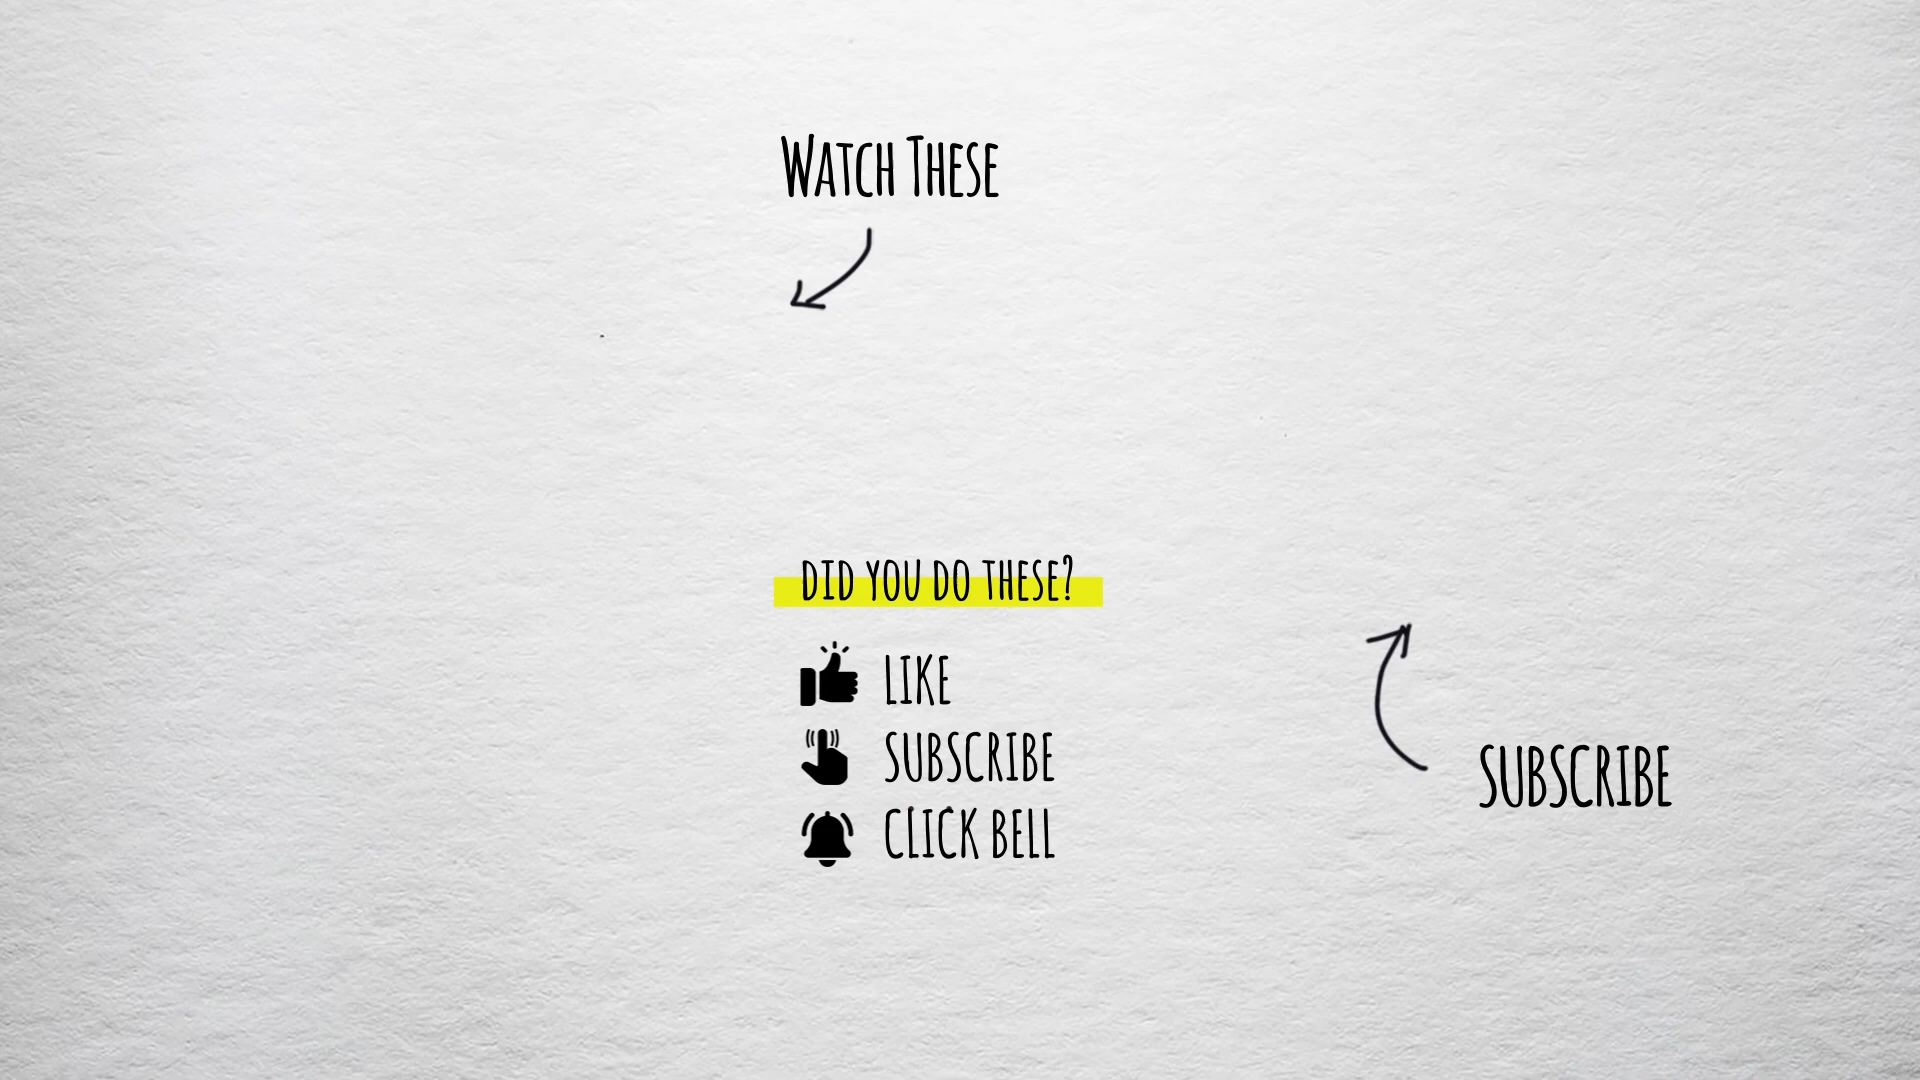 Watch These
DID YOU DO THESE?
LIKE
SUBSCRIBE
CLICK BELL
SUBSCRIBE